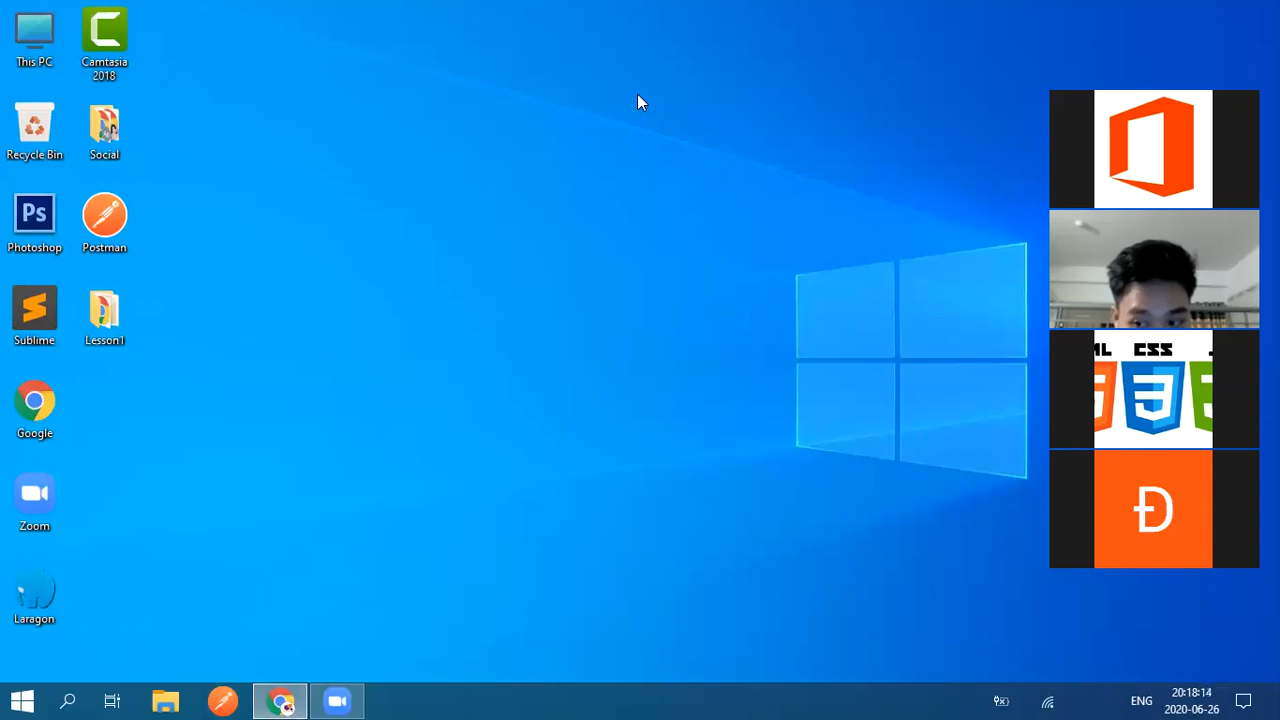 This PC
Camtasia
2018
Recycle Bin
Social
Ps
Photoshop
Postman
Sublime
Lesson1
Google
Zoom
Laragon
CSS
Đ
ENG
20:18:14
2020-06-26